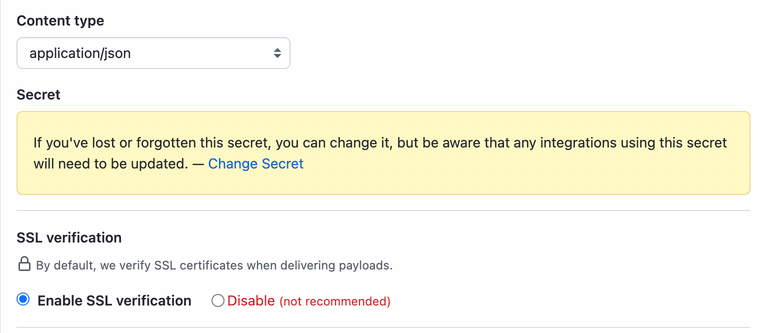 Content type
application/json
Secret
If you've lost or forgotten this secret, you can change it, but be aware that any integrations using this secret
will need to be updated. — Change Secret
SSL verification
By default, we verify SSL certificates when delivering payloads.
Enable SSL verification Disable (not recommended)